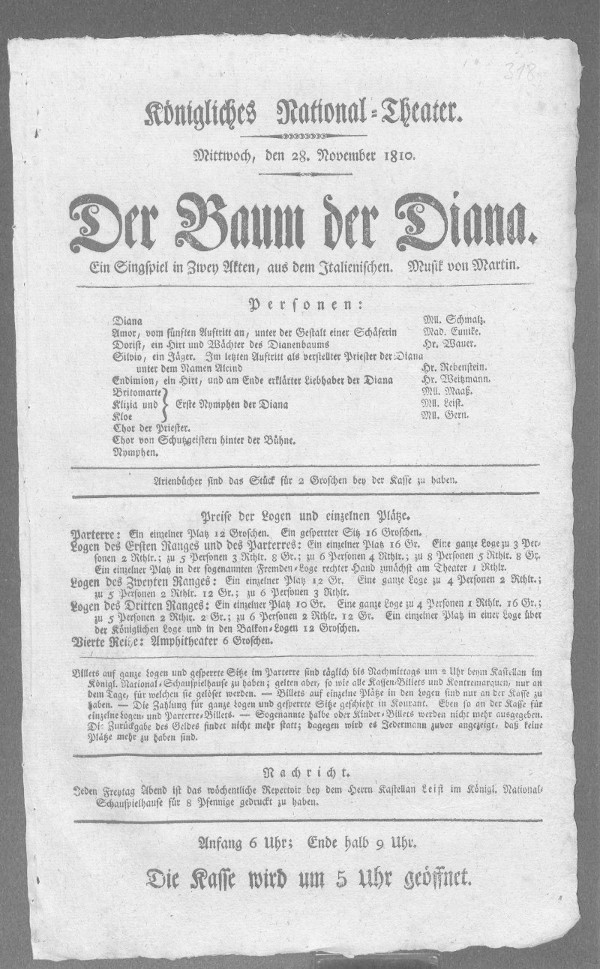 318
Königliches National-Theater.
Mittwoch, den 28. November 1810.
Der Baum der Diana.
Ein Singspiel in Zwey Akten, aus dem Italienischen. Musik von Martin.
Personen:
Diana Mll. Schmalz.
Amor, vom fünften Auftritt an, unter der Gestalt einer Schäferin Mad. Eunike.
Dorist, ein Hirt und Wächter des Dianenbaums Hr. Wauer.
Silvio, ein Jäger. Im letzten Auftritt als verstellter Priester der Diana
unter dem Namen Alcind Hr. Rebenstein.
Endimion, ein Hirt, und am Ende erklärter Liebhaber der Diana Hr. Weitzmann.
Britomarte Mll. Maaß.
Klizia und Erste Nymphen der Diana Mll. Leist.
Kloe Mll. Gern.
Chor der Priester.
Chor von Schutzgeistern hinter der Bühne.
Nymphen.
Arienbücher sind das Stück für 2 Groschen bey der Kasse zu haben.
Preise der Logen und einzelnen Plätze.
Parterre: Ein einzelner Platz 12 Groschen. Ein gesperrter Sitz 16 Groschen.
Logen des Ersten Ranges und des Parterres: Ein einzelner Platz 16 Gr. Eine ganze Loge zu 3 Per-
sonen 2 Rthlr.; zu 5 Personen 3 Rthlr. 8 Gr.; zu 6 Personen 4 Rthlr.; zu 8 Personen 5 Rthlr. 8 Gr.
Ein einzelner Platz in der sogenannten Fremden-Loge rechter Hand zunächst am Theater 1 Rthlr.
Logen des Zweyten Ranges: Ein einzelner Platz 12 Gr. Eine ganze Loge zu 4 Personen 2 Rthlr.;
zu 5 Personen 2 Rthlr. 12 Gr.; zu 6 Personen 3 Rthlr.
Logen des Dritten Ranges: Ein einzelner Platz 10 Gr. Eine ganze Loge zu 4 Personen 1 Rthlr. 16 Gr.;
zu 5 Personen 2 Rthlr. 2 Gr.; zu 6 Personen 2 Rthlr. 12 Gr. Ein einzelner Platz in einer Loge über
der Königlichen Loge und in den Balkon-Logen 12 Groschen.
Vierte Reihe: Amphitheater 6 Groschen.
Billets auf ganze Logen und gesperrte Sitze im Parterre sind täglich bis Nachmittags um 2 Uhr beym Kastellan im
Königl. National-Schauspielhause zu haben; gelten aber, so wie alle Kassen-Billets und Kontremarquen, nur an
dem Tage, für welchen sie gelöset werden. — Billets auf einzelne Plätze in den Logen sind nur an der Kasse zu
haben. — Die Zahlung für ganze Logen und gesperrte Sitze geschieht in Kourant. Eben so an der Kasse für
einzelne Logen- und Parterre-Billets. — Sogenannte halbe oder Kinder-Billets werden nicht mehr ausgegeben.
Die Zurückgabe des Geldes findet nicht mehr statt; dagegen wird es Jedermann zuvor angezeigt, daß keine
Plätze mehr zu haben sind.
Nachricht.
Jeden Freytag Abend ist das wöchentliche Repertoir bey dem Herrn Kastellan Leist im Königl. National-
Schauspielhause für 8 Pfennige gedruckt zu haben.
Anfang 6 Uhr; Ende halb 9 Uhr.
Die Kasse wird um 5 Uhr geöffnet.